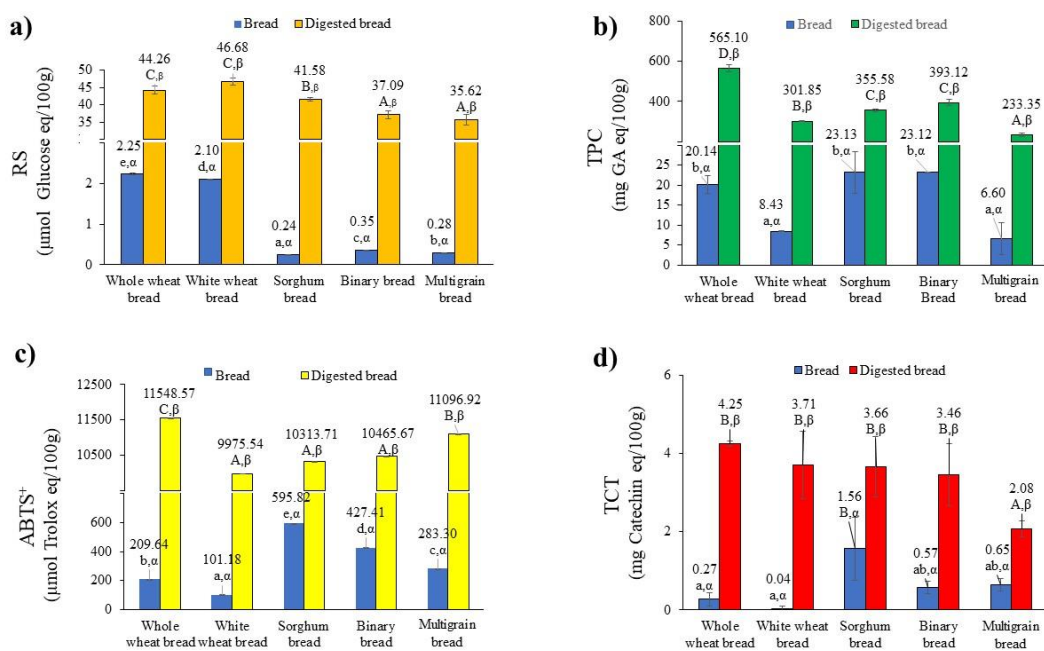 a)
Bread
Digested bread
50
45
40
35
2
1
0
RS
(µmol Glucose eq/100g)
44.26
C,β
46.68
C,β
41.58
B,β
37.09
A,β
35.62
A,β
2.25
e,α
2.10
d,α
0.24
a,α
0.35
c,α
0.28
b,α
Whole wheat
bread
White wheat
bread
Sorghum
bread
Binary bread
Multigrain
bread
b)
Bread
Digested bread
800
600
400
25
20
15
10
5
0
TPC
(mg GA eq/100g)
565.10
D,β
301.85
B,β
355.58
C,β
393.12
C,β
233.35
A,β
20.14
b,α
8.43
a,α
23.13
b,α
23.12
b,α
6.60
a,α
Whole
wheat bread
White wheat
bread
Sorghum
bread
Binary
Bread
Multigrain
bread
c)
Bread
Digested bread
12500
11500
10500
600
400
200
0
ABTS⁺
(µmol Trolox eq/100g)
11548.57
C,β
9975.54
A,β
10313.71
A,β
10465.67
A,β
11096.92
B,β
209.64
b,α
101.18
a,α
595.82
e,α
427.41
d,α
283.30
c,α
Whole
wheat bread
White
wheat bread
Sorghum
bread
Binary
bread
Multigrain
bread
d)
Bread
Digested bread
6
4
2
0
TCT
(mg Catechin eq/100g)
4.25
B,β
3.71
B,β
3.66
B,β
3.46
B,β
2.08
A,β
0.27
a,α
0.04
a,α
1.56
B,α
0.57
ab,α
0.65
ab,α
Whole
wheat bread
White wheat
bread
Sorghum
bread
Binary
bread
Multigrain
bread